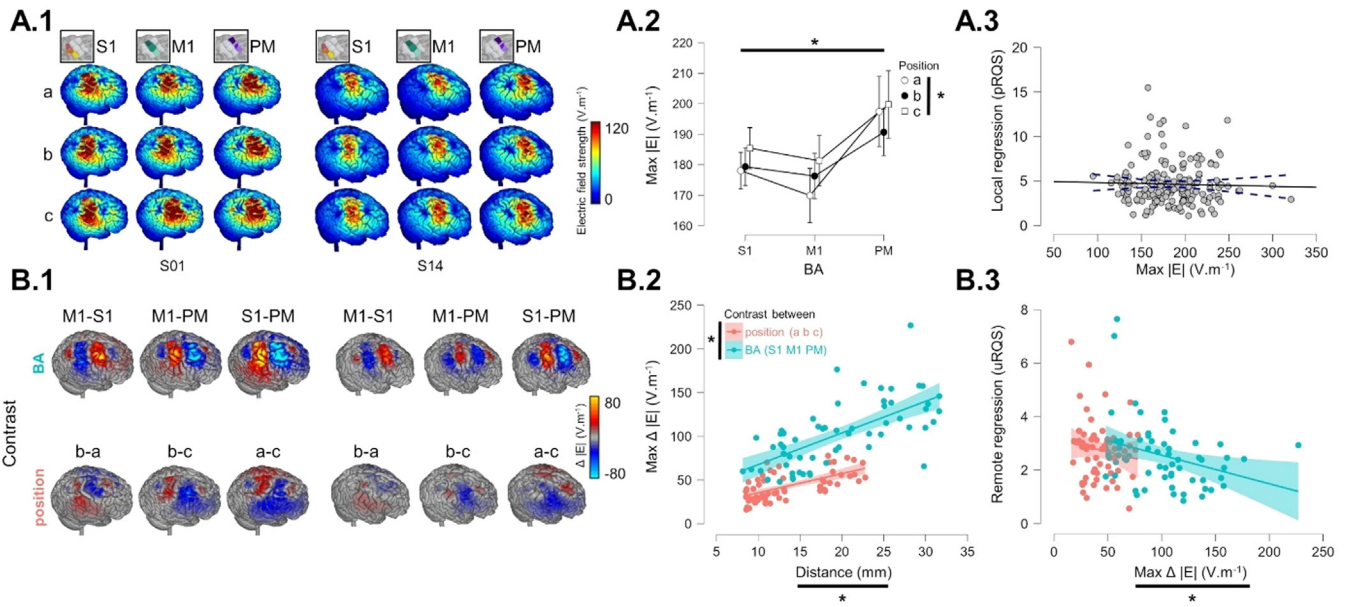 A.1
S1 M1 PM S1 M1 PM
a
b
c
S01 S14
Electric field strength (V.m⁻¹)
120
0
A.2
220
210
200
190
180
170
160
Max |E| (V.m⁻¹)
S1 M1 PM
BA
*
Position
a
b
c
*
A.3
20
15
10
5
0
Local regression (pRQS)
50 100 150 200 250 300 350
Max |E| (V.m⁻¹)
B.1
Contrast
BA
M1-S1 M1-PM S1-PM M1-S1 M1-PM S1-PM
position
b-a b-c a-c b-a b-c a-c
Δ |E| (V.m⁻¹)
80
-80
B.2
250
200
150
100
50
0
Max Δ |E| (V.m⁻¹)
Contrast between
* position (a b c)
BA (S1 M1 PM)
5 10 15 20 25 30 35
Distance (mm)
*
B.3
8
6
4
2
0
Remote regression (uRQS)
0 50 100 150 200 250
Max Δ |E| (V.m⁻¹)
*